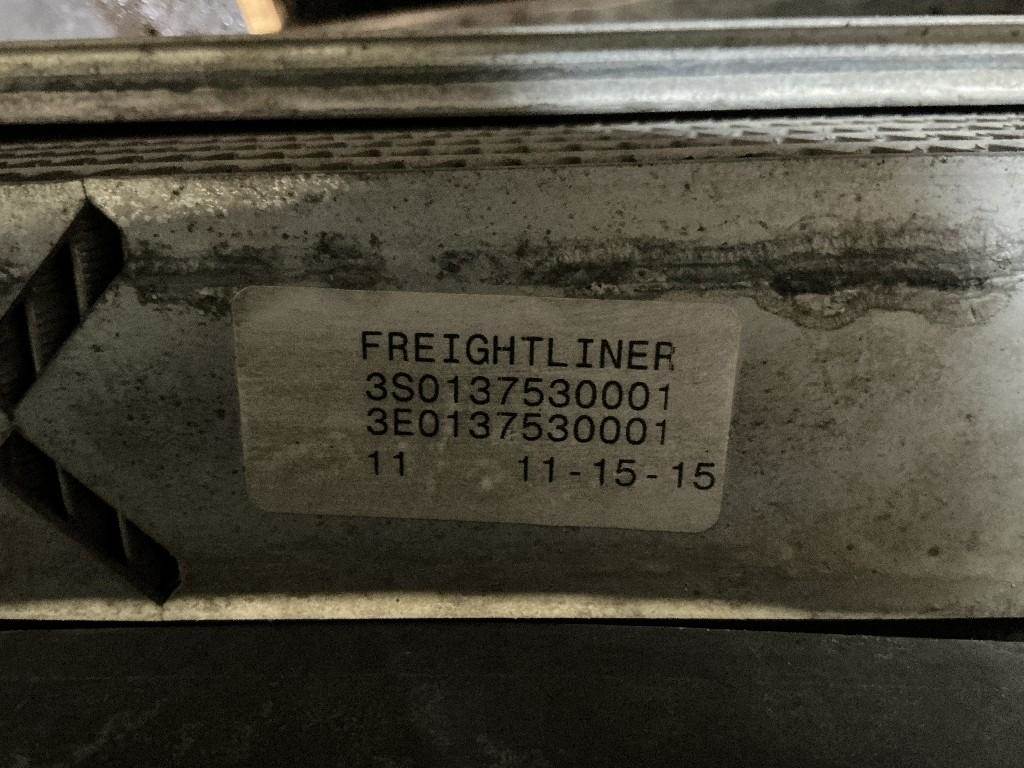 FREIGHTLINER
3S0137530001
3E0137530001
11 11-15-15